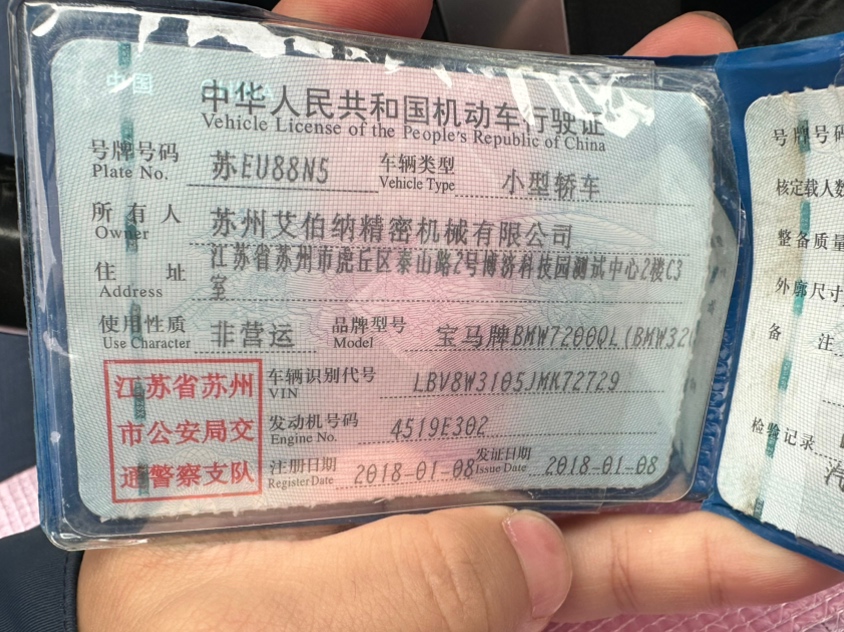 中国 CHINA
中华人民共和国机动车行驶证
Vehicle License of the People's Republic of China
号牌号码 苏EU88N5 车辆类型 小型轿车
Plate No. Vehicle Type
所有人 苏州艾伯纳精密机械有限公司
Owner
住址 江苏省苏州市虎丘区泰山路2号博济科技园测试中心2楼C3
Address 室
使用性质 非营运 品牌型号 宝马牌BMW7200QL(BMW32
Use Character Model
江苏省苏州
市公安局交
通警察支队
车辆识别代号 LBV8W3105JMK72729
VIN
发动机号码 4519E302
Engine No.
注册日期 2018-01-08 发证日期 2018-01-08
Register Date Issue Date
号牌号码
核定载人数
整备质量
外廓尺寸
备注
检验记录